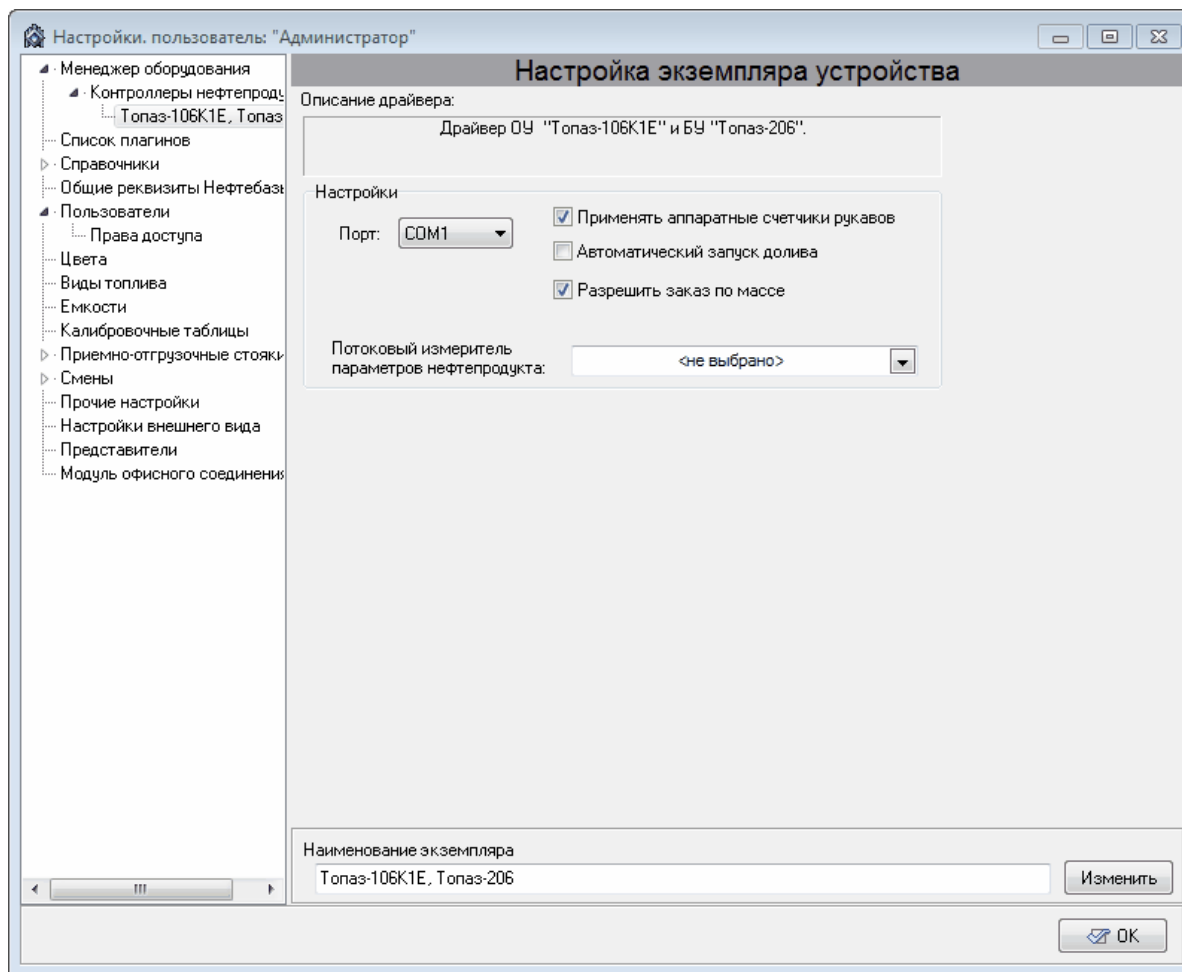 Настройки. пользователь: "Администратор"
Менеджер оборудования
Контроллеры нефтепроду
Топаз-106К1Е, Топаз
Список плагинов
Справочники
Общие реквизиты Нефтебазы
Пользователи
Права доступа
Цвета
Виды топлива
Емкости
Калибровочные таблицы
Приемно-отгрузочные стояки
Смены
Прочие настройки
Настройки внешнего вида
Представители
Модуль офисного соединения
Настройка экземпляра устройства
Описание драйвера:
Драйвер ОУ "Топаз-106К1Е" и БУ "Топаз-206".
Настройки
Порт: COM1
Применять аппаратные счетчики рукавов
Автоматический запуск долива
Разрешить заказ по массе
Потоковый измеритель
параметров нефтепродукта:
<не выбрано>
Наименование экземпляра
Топаз-106К1Е, Топаз-206
Изменить
OK